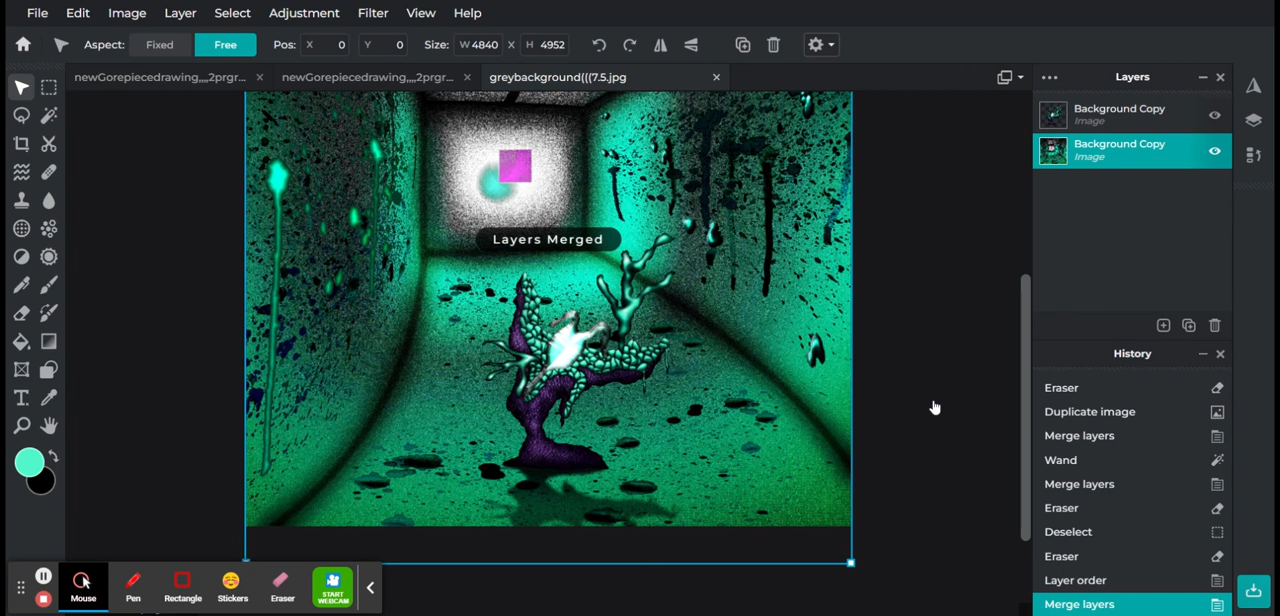 File Edit Image Layer Select Adjustment Filter View Help
Aspect: Fixed Free Pos: X 0 Y 0 Size: W 4840 X H 4952
newGorepiecedrawing,,,,2prgr... newGorepiecedrawing,,,,2prgr... greybackground(((7.5.jpg
Layers
Background Copy
Image
Background Copy
Image
Layers Merged
History
Eraser
Duplicate image
Merge layers
Wand
Merge layers
Eraser
Deselect
Eraser
Layer order
Merge layers
Mouse Pen Rectangle Stickers Eraser START WEBCAM